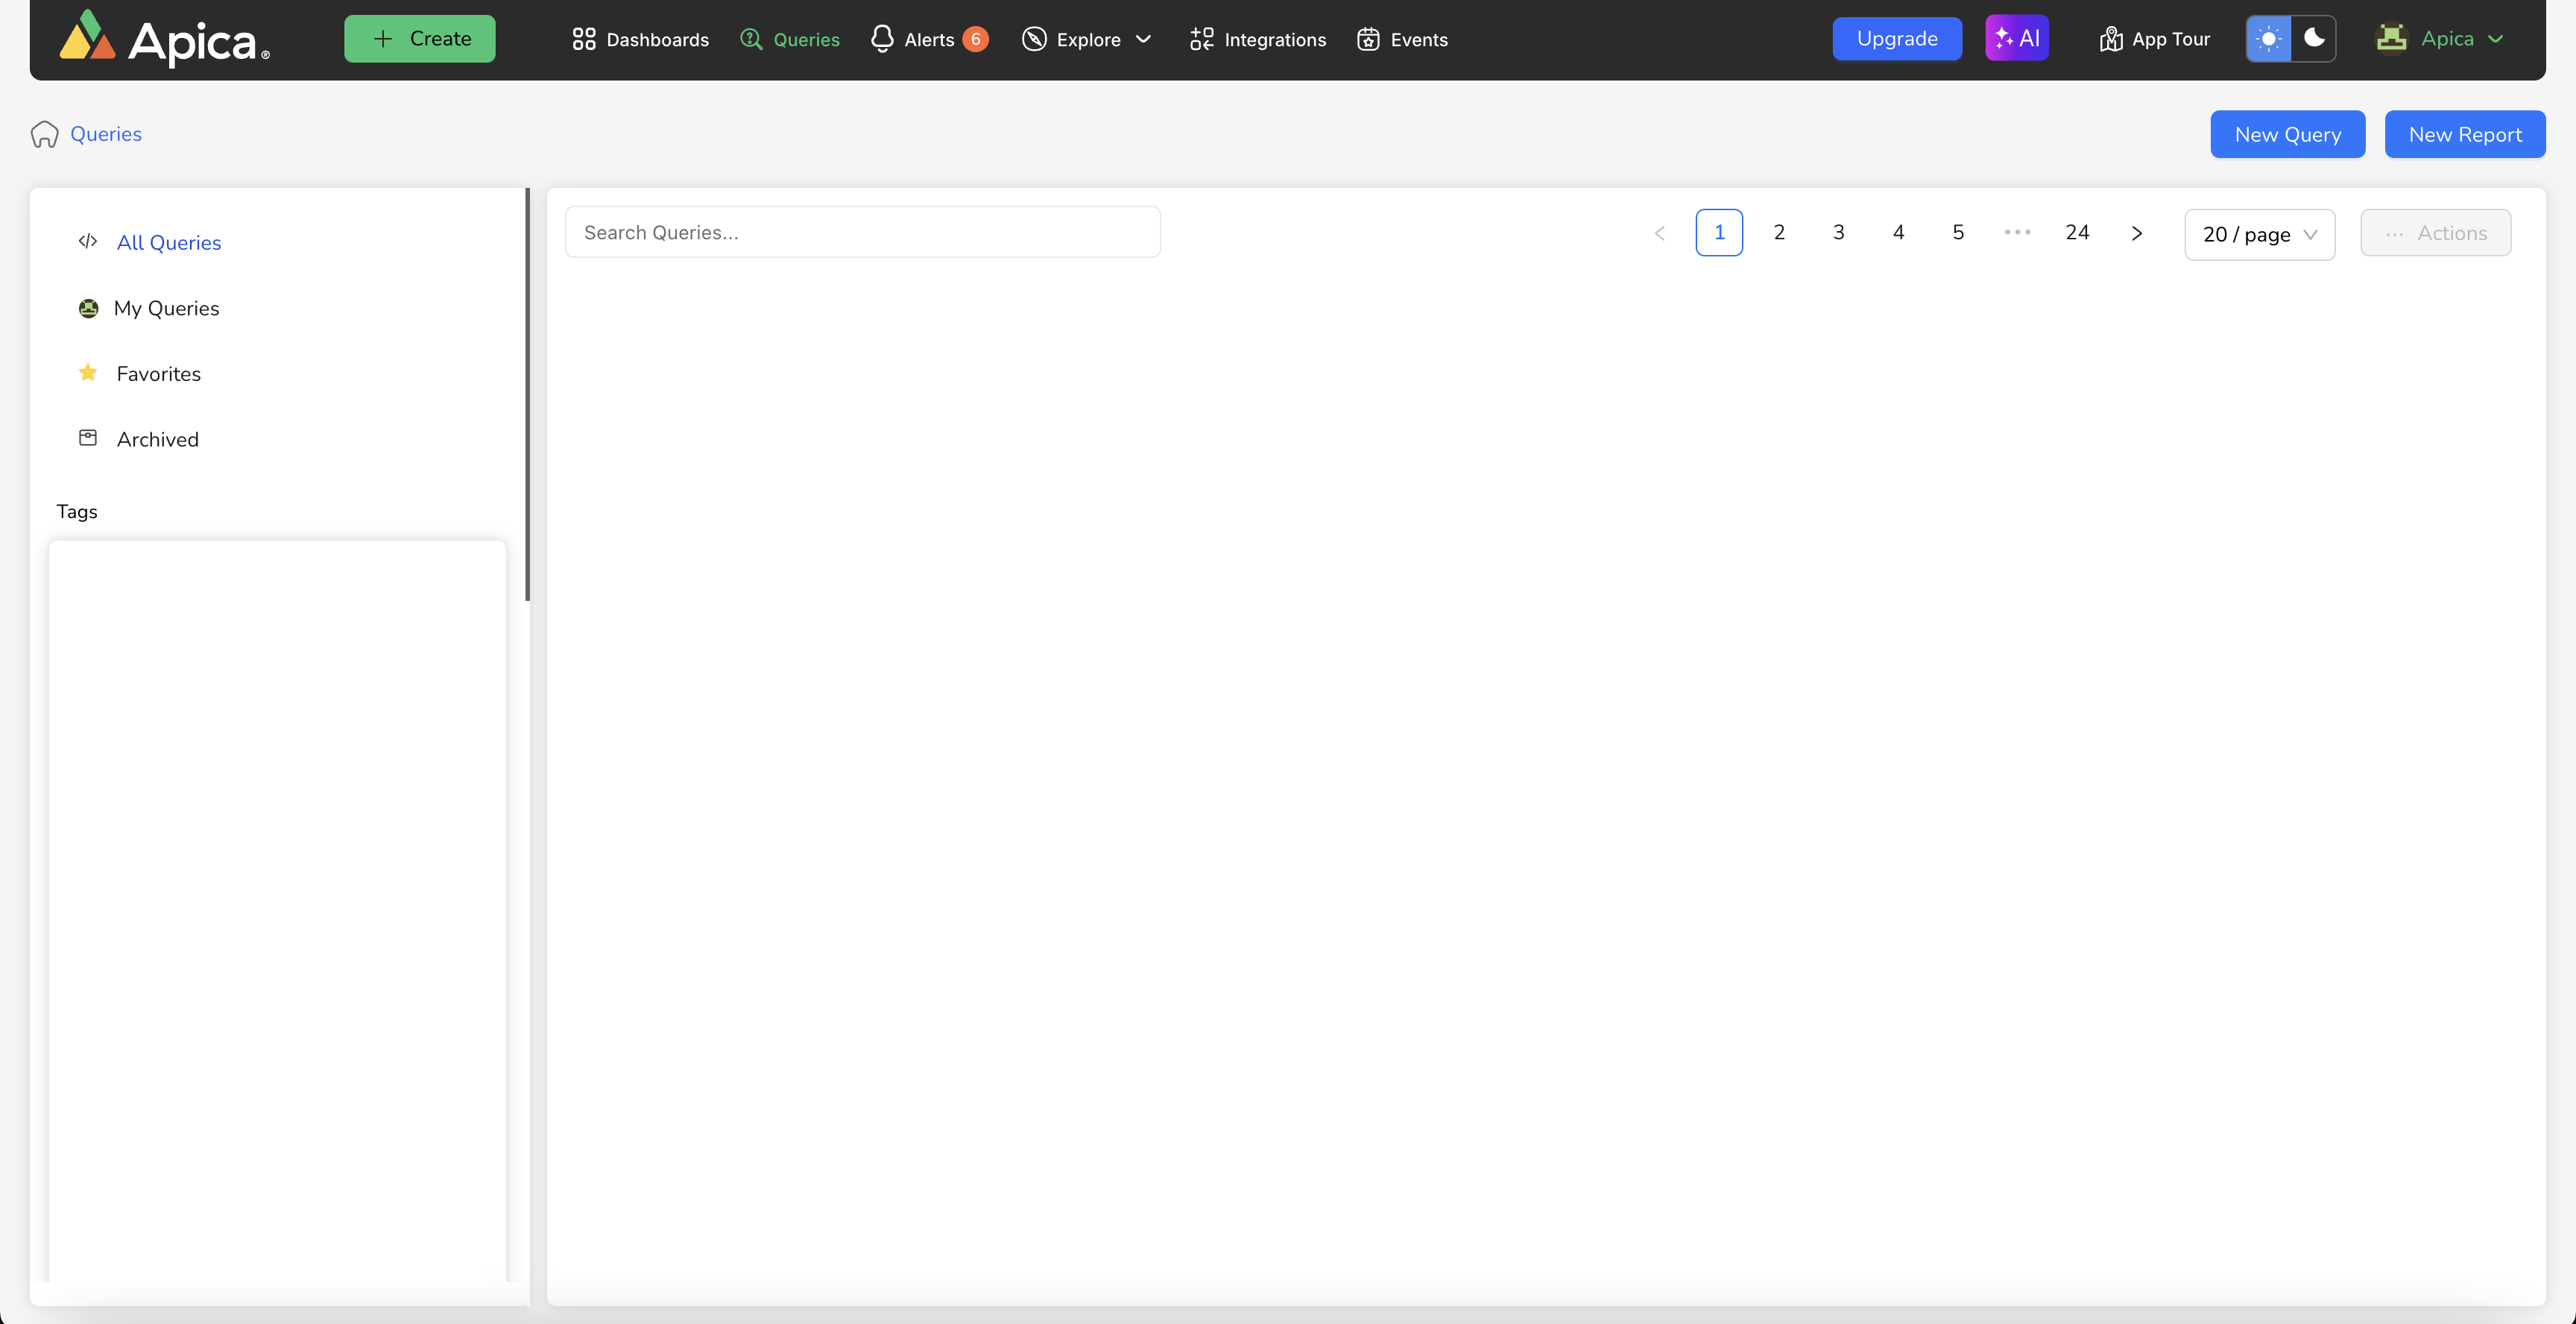 Apica®
+ Create
Dashboards
Queries
Alerts 6
Explore
Integrations
Events
Upgrade
AI
App Tour
Apica
Queries
New Query
New Report
All Queries
My Queries
Favorites
Archived
Tags
Search Queries...
1 2 3 4 5 ••• 24
20 / page
··· Actions